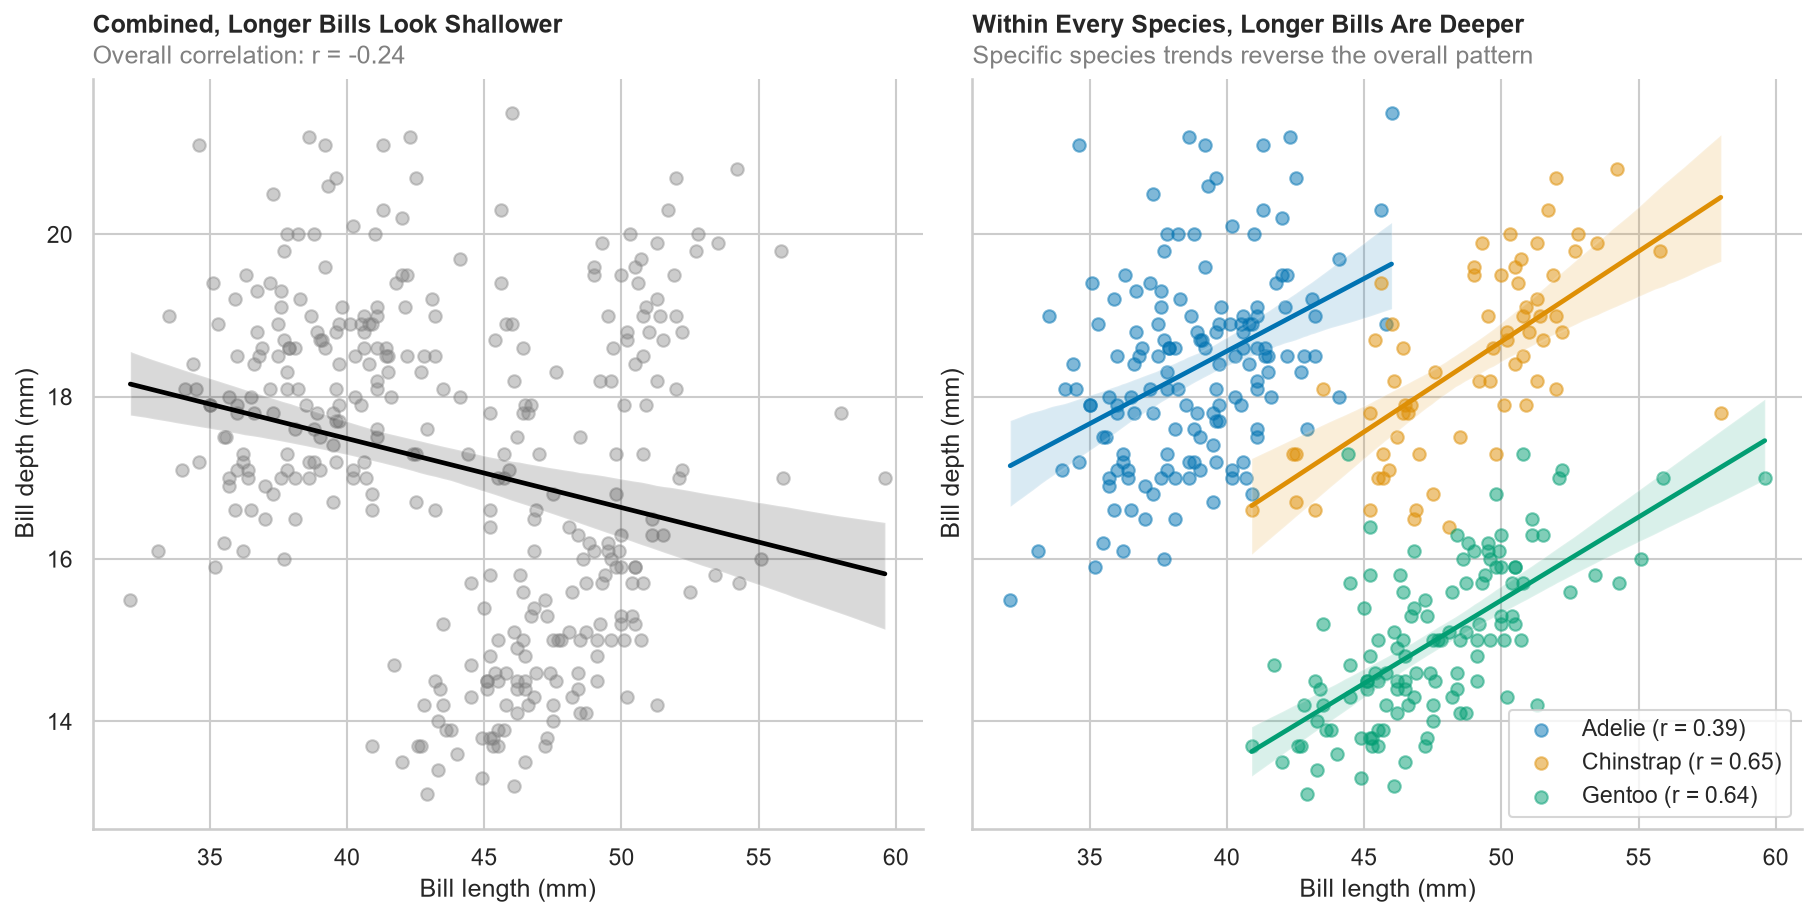 Combined, Longer Bills Look Shallower
Overall correlation: r = -0.24
Bill depth (mm)
20
18
16
14
35 40 45 50 55 60
Bill length (mm)
Within Every Species, Longer Bills Are Deeper
Specific species trends reverse the overall pattern
Bill depth (mm)
Adelie (r = 0.39)
Chinstrap (r = 0.65)
Gentoo (r = 0.64)
35 40 45 50 55 60
Bill length (mm)